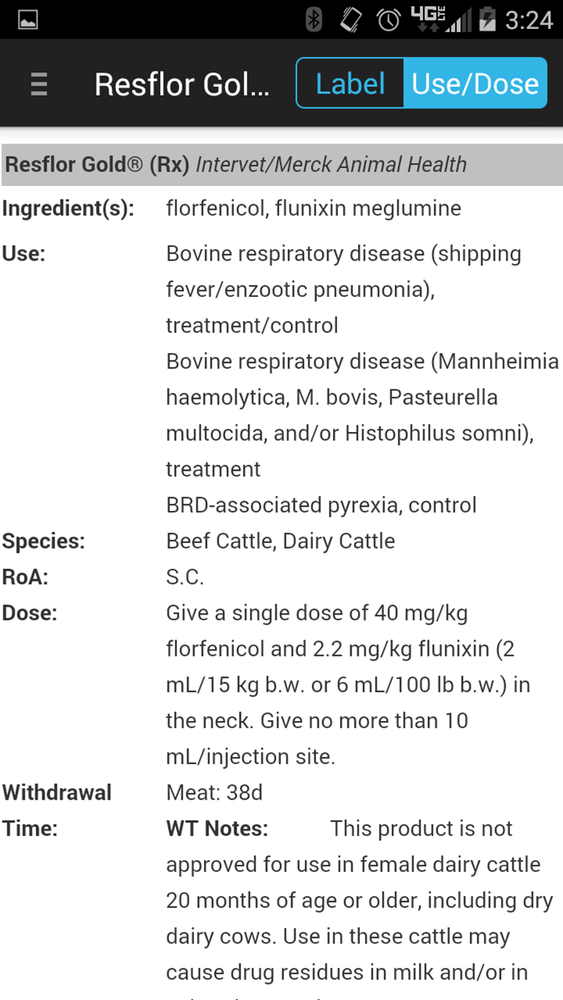 4G LTE 3:24
Resflor Gol... Label Use/Dose
Resflor Gold® (Rx) Intervet/Merck Animal Health
Ingredient(s): florfenicol, flunixin meglumine
Use: Bovine respiratory disease (shipping
fever/enzootic pneumonia),
treatment/control
Bovine respiratory disease (Mannheimia
haemolytica, M. bovis, Pasteurella
multocida, and/or Histophilus somni),
treatment
BRD-associated pyrexia, control
Species: Beef Cattle, Dairy Cattle
RoA: S.C.
Dose: Give a single dose of 40 mg/kg
florfenicol and 2.2 mg/kg flunixin (2
mL/15 kg b.w. or 6 mL/100 lb b.w.) in
the neck. Give no more than 10
mL/injection site.
Withdrawal Meat: 38d
Time: WT Notes: This product is not
approved for use in female dairy cattle
20 months of age or older, including dry
dairy cows. Use in these cattle may
cause drug residues in milk and/or in